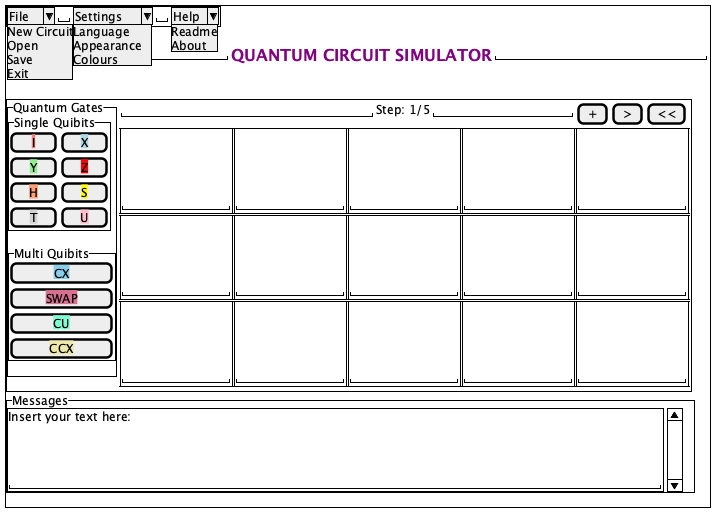 File ▼ Settings ▼ Help ▼
New Circuit Language Readme
Open Appearance About
Save Colours
Exit
QUANTUM CIRCUIT SIMULATOR
Quantum Gates
Single Quibits
Step: 1/5 + > <<
I X
Y Z
H S
T U
Multi Quibits
CX
SWAP
CU
CCX
Messages
Insert your text here: